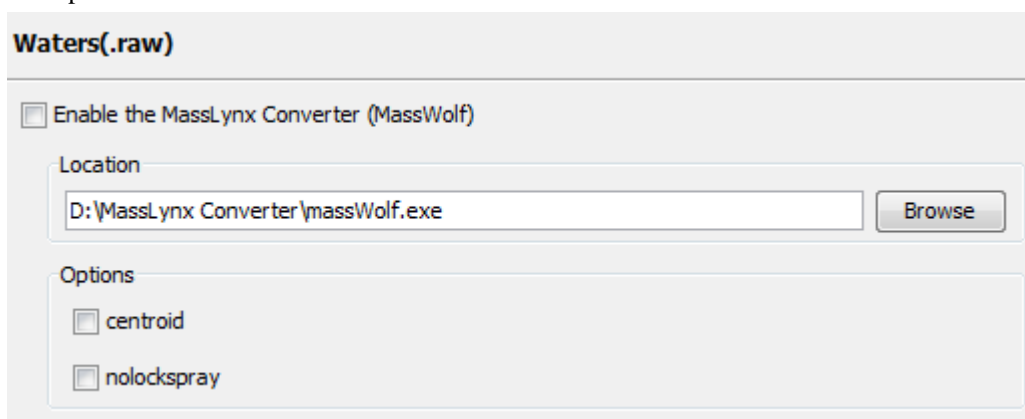 Waters(.raw)
Enable the MassLynx Converter (MassWolf)
Location
D:\MassLynx Converter\massWolf.exe
Browse
Options
centroid
nolockspray